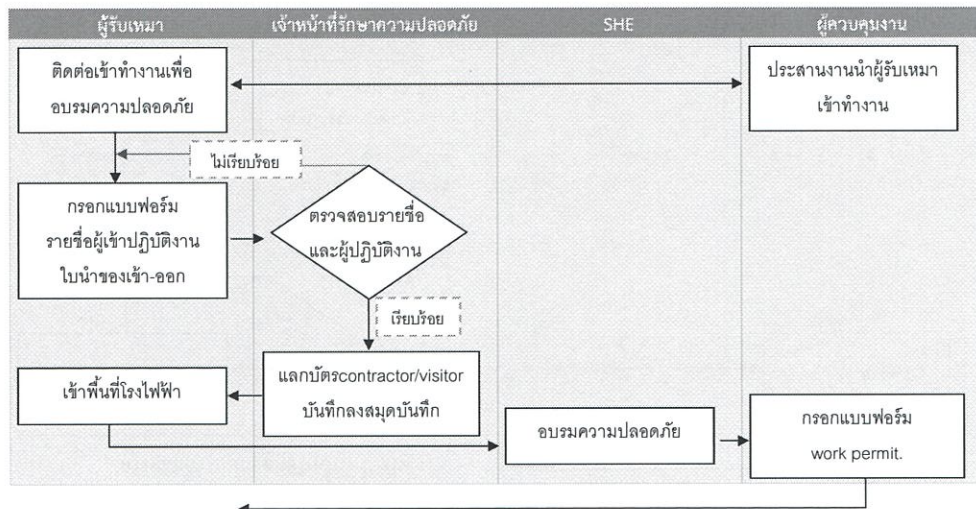 ผู้รับเหมา
เจ้าหน้าที่รักษาความปลอดภัย
SHE
ผู้ควบคุมงาน
ติดต่อเข้าทำงานเพื่อ
อบรมความปลอดภัย
ประสานงานนำผู้รับเหมา
เข้าทำงาน
ไม่เรียบร้อย
กรอกแบบฟอร์ม
รายชื่อผู้เข้าปฏิบัติงาน
ใบนำของเข้า-ออก
ตรวจสอบรายชื่อ
และผู้ปฏิบัติงาน
เรียบร้อย
เข้าพื้นที่โรงไฟฟ้า
แลกบัตรcontractor/visitor
บันทึกลงสมุดบันทึก
อบรมความปลอดภัย
กรอกแบบฟอร์ม
work permit.